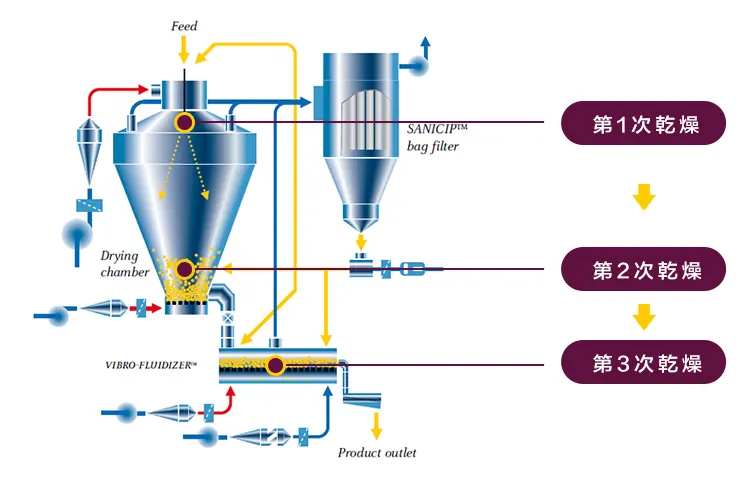 Feed
SANICIP™
bag filter
第1次乾燥
Drying
chamber
第2次乾燥
VIBRO-FLUIDIZER™
第3次乾燥
Product outlet